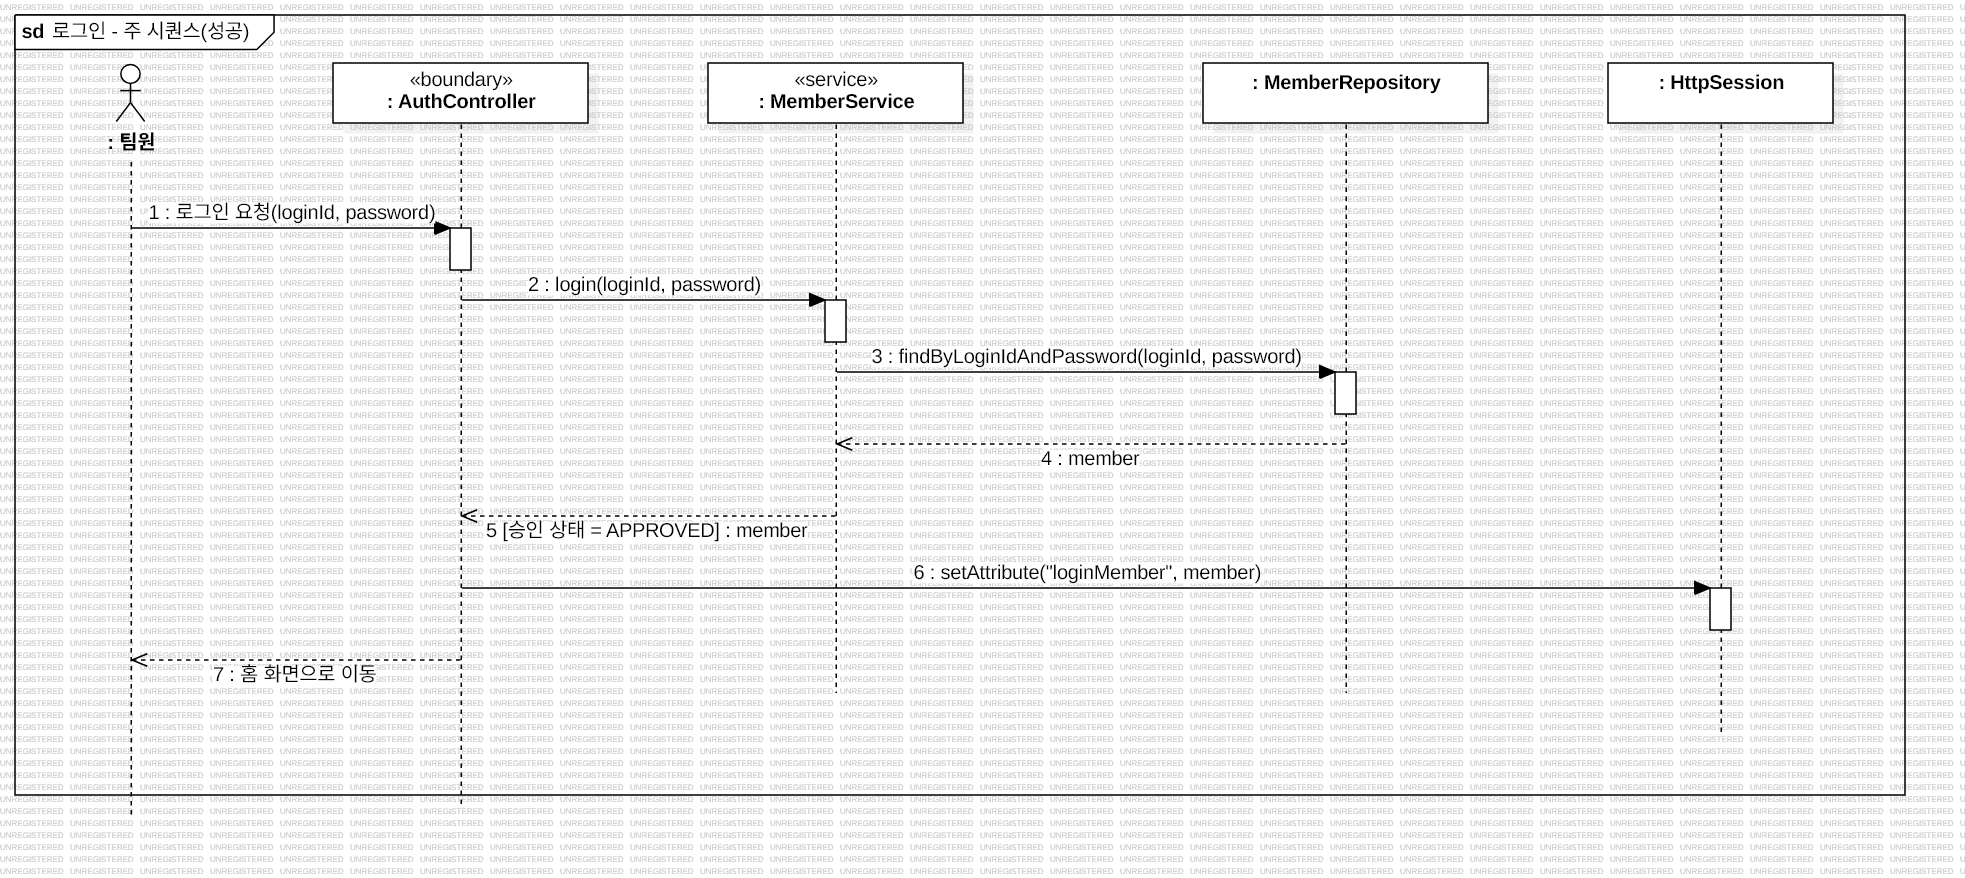 sd 로그인 - 주 시퀀스(성공)
: 팀원
«boundary»
: AuthController
«service»
: MemberService
: MemberRepository
: HttpSession
1 : 로그인 요청(loginId, password)
2 : login(loginId, password)
3 : findByLoginIdAndPassword(loginId, password)
4 : member
5 [승인 상태 = APPROVED] : member
6 : setAttribute("loginMember", member)
7 : 홈 화면으로 이동
UNREGISTERED